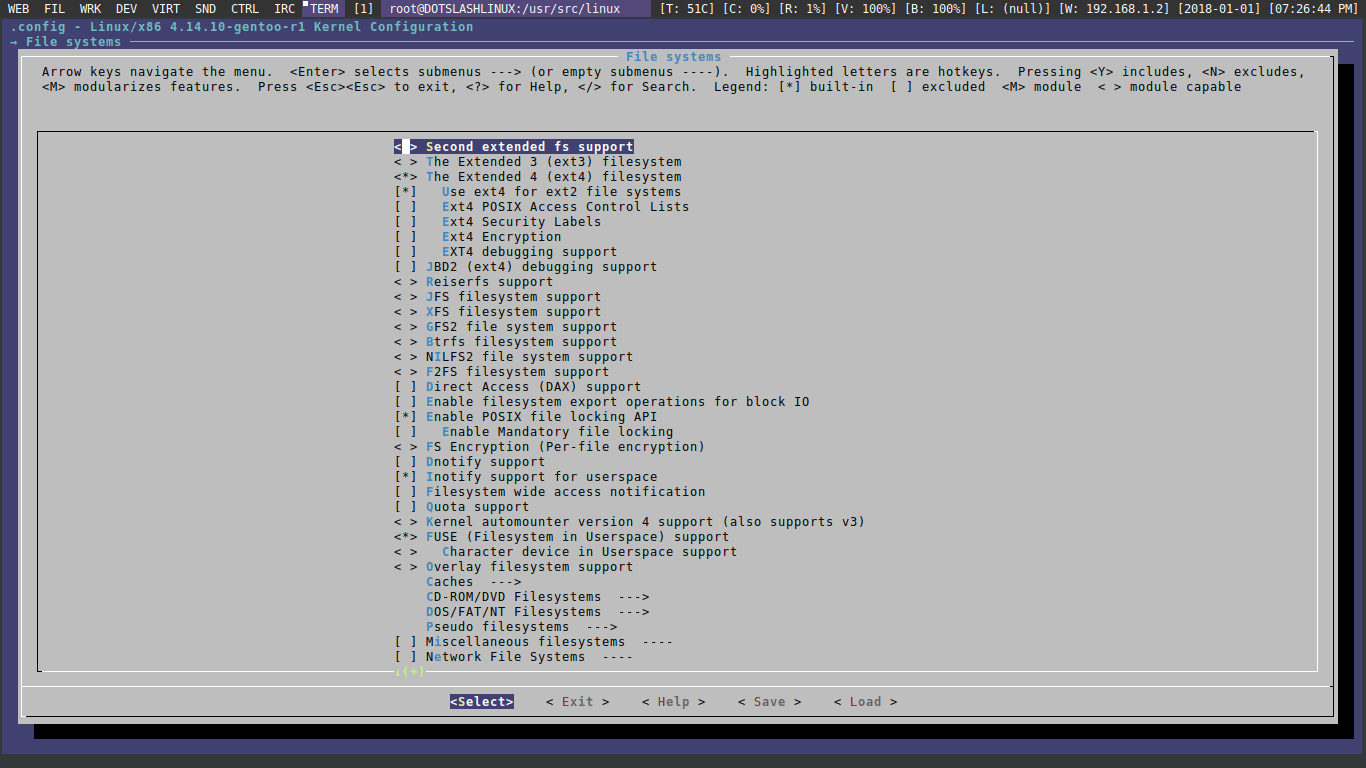 WEB FIL WRK DEV VIRT SND CTRL IRC TERM [1] root@DOTSLASHLINUX:/usr/src/linux [T: 51C] [C: 0%] [R: 1%] [V: 100%] [B: 100%] [L: (null)] [W: 192.168.1.2] [2018-01-01] [07:26:44 PM]
.config - Linux/x86 4.14.10-gentoo-r1 Kernel Configuration
→ File systems
File systems
Arrow keys navigate the menu.  <Enter> selects submenus ---> (or empty submenus ----).  Highlighted letters are hotkeys.  Pressing <Y> includes, <N> excludes,
<M> modularizes features.  Press <Esc><Esc> to exit, <?> for Help, </> for Search.  Legend: [*] built-in  [ ] excluded  <M> module  < > module capable
< > Second extended fs support
< > The Extended 3 (ext3) filesystem
<*> The Extended 4 (ext4) filesystem
[*]   Use ext4 for ext2 file systems
[ ]   Ext4 POSIX Access Control Lists
[ ]   Ext4 Security Labels
[ ]   Ext4 Encryption
[ ]   EXT4 debugging support
[ ] JBD2 (ext4) debugging support
< > Reiserfs support
< > JFS filesystem support
< > XFS filesystem support
< > GFS2 file system support
< > Btrfs filesystem support
< > NILFS2 file system support
< > F2FS filesystem support
[ ] Direct Access (DAX) support
[ ] Enable filesystem export operations for block IO
[*] Enable POSIX file locking API
[ ]   Enable Mandatory file locking
< > FS Encryption (Per-file encryption)
[ ] Dnotify support
[*] Inotify support for userspace
[ ] Filesystem wide access notification
[ ] Quota support
< > Kernel automounter version 4 support (also supports v3)
<*> FUSE (Filesystem in Userspace) support
< >   Character device in Userspace support
< > Overlay filesystem support
Caches  --->
CD-ROM/DVD Filesystems  --->
DOS/FAT/NT Filesystems  --->
Pseudo filesystems  --->
[ ] Miscellaneous filesystems  ----
[ ] Network File Systems  ----
↓(+)
<Select>    < Exit >    < Help >    < Save >    < Load >